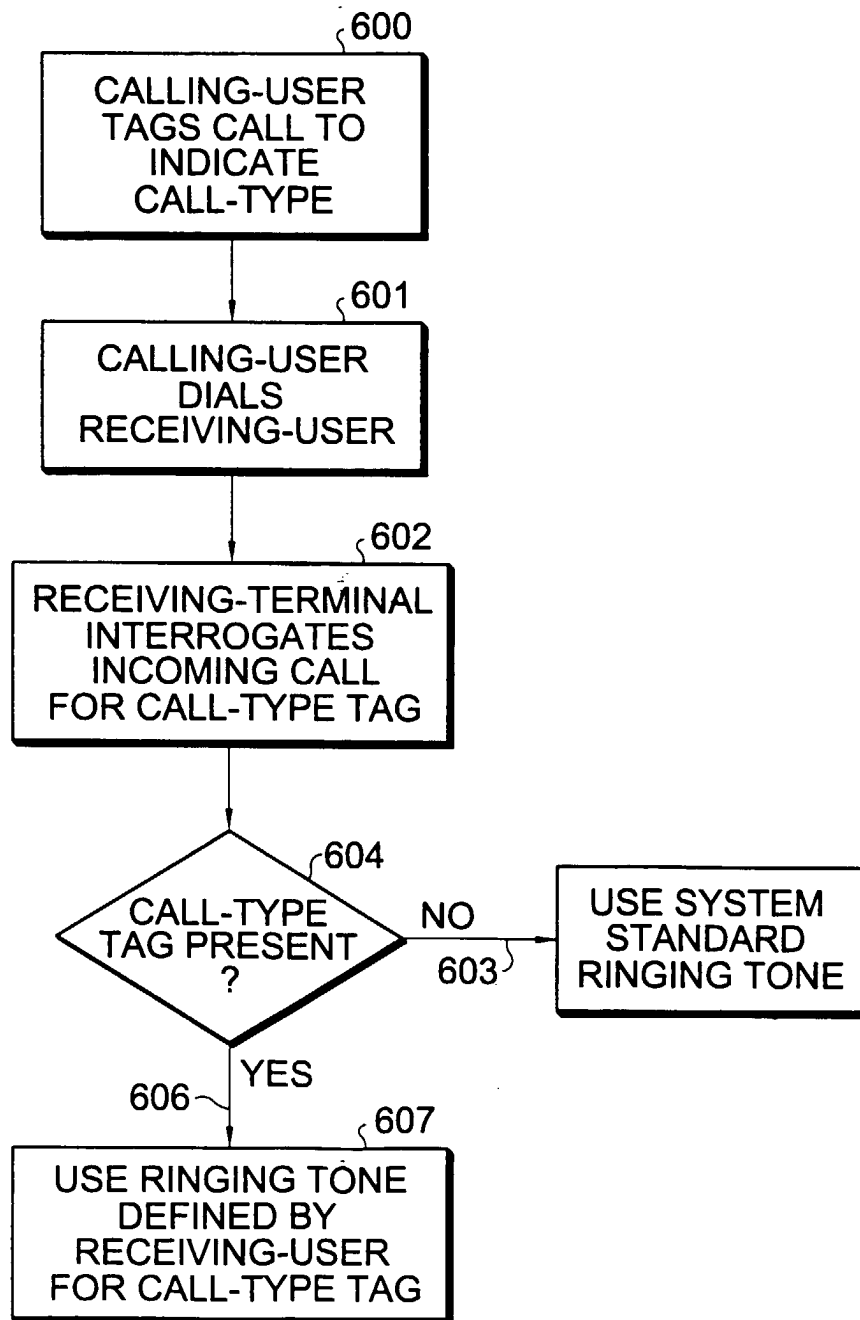 600
CALLING-USER
TAGS CALL TO
INDICATE
CALL-TYPE
601
CALLING-USER
DIALS
RECEIVING-USER
602
RECEIVING-TERMINAL
INTERROGATES
INCOMING CALL
FOR CALL-TYPE TAG
604
CALL-TYPE
TAG PRESENT
?
NO
603
USE SYSTEM
STANDARD
RINGING TONE
YES
606
607
USE RINGING TONE
DEFINED BY
RECEIVING-USER
FOR CALL-TYPE TAG